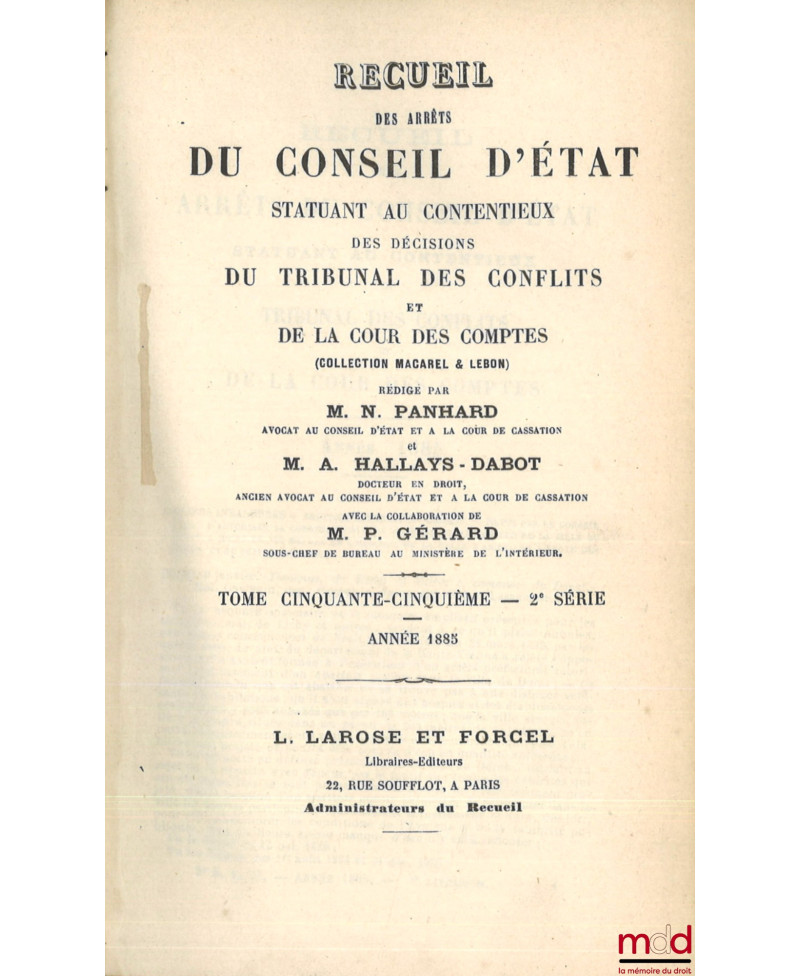 RECUEIL
DES ARRÊTS
DU CONSEIL D'ÉTAT
STATUANT AU CONTENTIEUX
DES DÉCISIONS
DU TRIBUNAL DES CONFLITS
ET
DE LA COUR DES COMPTES
(COLLECTION MACAREL & LEBON)
RÉDIGÉ PAR
M. N. PANHARD
AVOCAT AU CONSEIL D'ÉTAT ET A LA COUR DE CASSATION
et
M. A. HALLAYS-DABOT
DOCTEUR EN DROIT,
ANCIEN AVOCAT AU CONSEIL D'ÉTAT ET A LA COUR DE CASSATION
AVEC LA COLLABORATION DE
M. P. GÉRARD
SOUS-CHEF DE BUREAU AU MINISTÈRE DE L'INTÉRIEUR.
TOME CINQUANTE-CINQUIÈME — 2e SÉRIE
ANNÉE 1885
L. LAROSE ET FORCEL
Libraires-Editeurs
22, RUE SOUFFLOT, A PARIS
Administrateurs du Recueil
mdd
la mémoire du droit